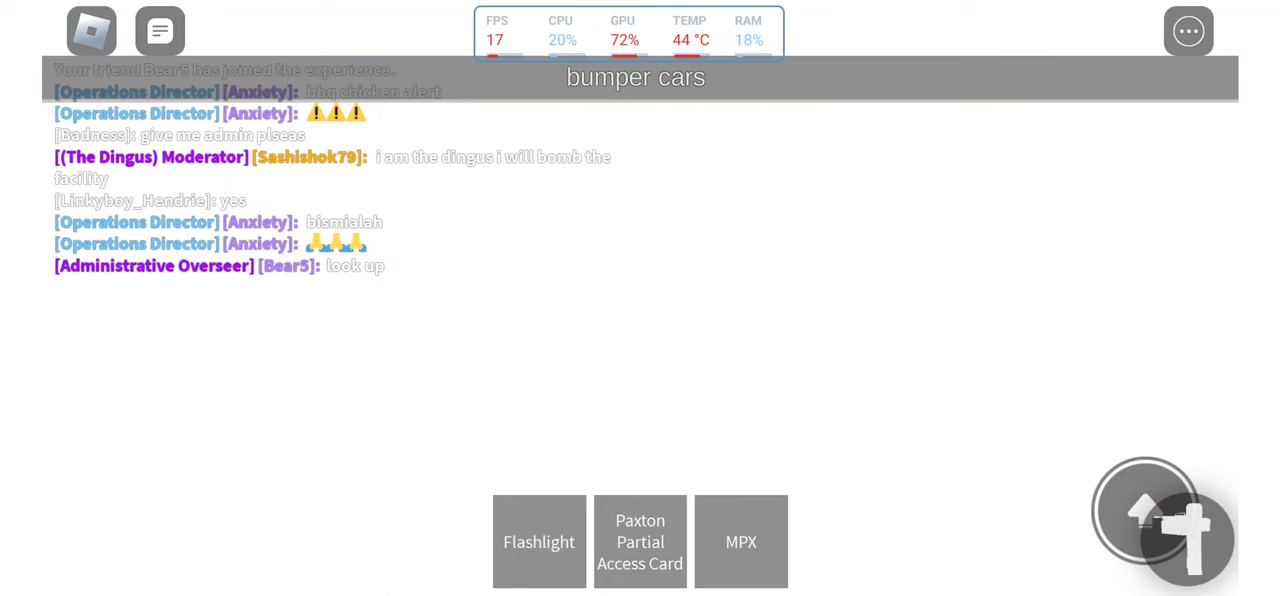 FPS CPU GPU TEMP RAM
17 20% 72% 44 °C 18%
bumper cars
Your friend Bear5 has joined the experience.
[Operations Director] [Anxiety]: bbq chicken alert
[Operations Director] [Anxiety]: ⚠️⚠️⚠️
[Badness]: give me admin plseas
[(The Dingus) Moderator] [Sashishok79]: i am the dingus i will bomb the
facility
[Linkyboy_Hendrie]: yes
[Operations Director] [Anxiety]: bismialah
[Operations Director] [Anxiety]: 🙏🙏🙏
[Administrative Overseer] [Bear5]: look up
Flashlight
Paxton
Partial
Access Card
MPX